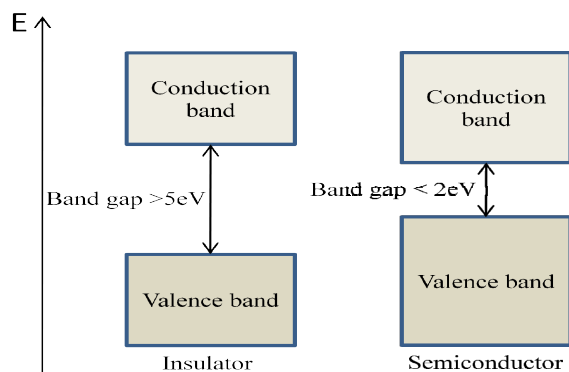 E
Conduction
band
Band gap >5eV
Valence band
Insulator
Conduction
band
Band gap < 2eV
Valence band
Semiconductor